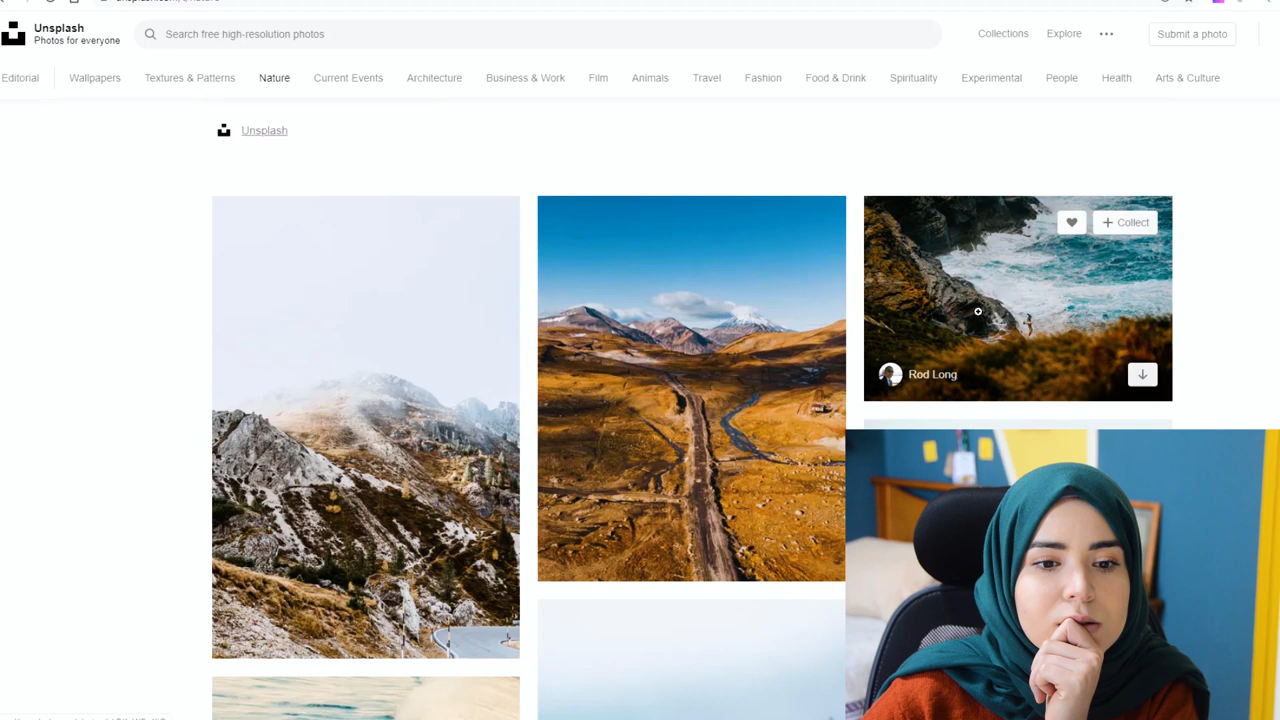 Unsplash
Photos for everyone
Search free high-resolution photos
Collections Explore
Submit a photo
Editorial Wallpapers Textures & Patterns Nature Current Events Architecture Business & Work Film Animals Travel Fashion Food & Drink Spirituality Experimental People Health Arts & Culture
Unsplash
Collect
Rod Long